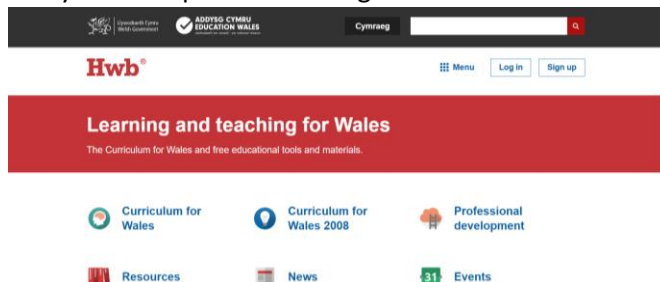 Llywodraeth Cymru
Welsh Government
ADDYSG CYMRU
EDUCATION WALES
Cymraeg
Hwb®
Menu
Log in
Sign up
Learning and teaching for Wales
The Curriculum for Wales and free educational tools and materials.
Curriculum for
Wales
Curriculum for
Wales 2008
Professional
development
Resources
News
31
Events